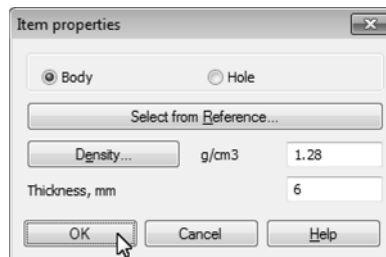 Item properties
Body Hole
Select from Reference...
Density... g/cm3 1.28
Thickness, mm 6
OK Cancel Help